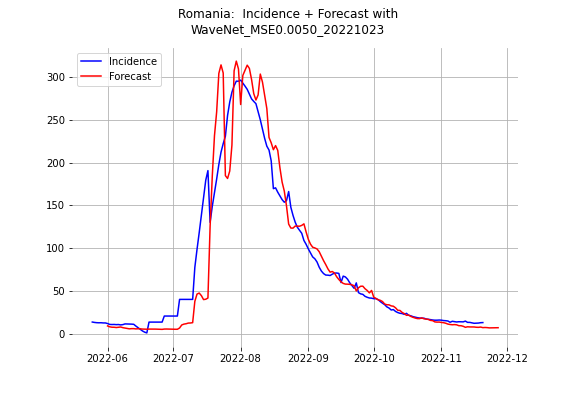 Romania:  Incidence + Forecast with
WaveNet_MSE0.0050_20221023
Incidence
Forecast
300
250
200
150
100
50
0
2022-06 2022-07 2022-08 2022-09 2022-10 2022-11 2022-12